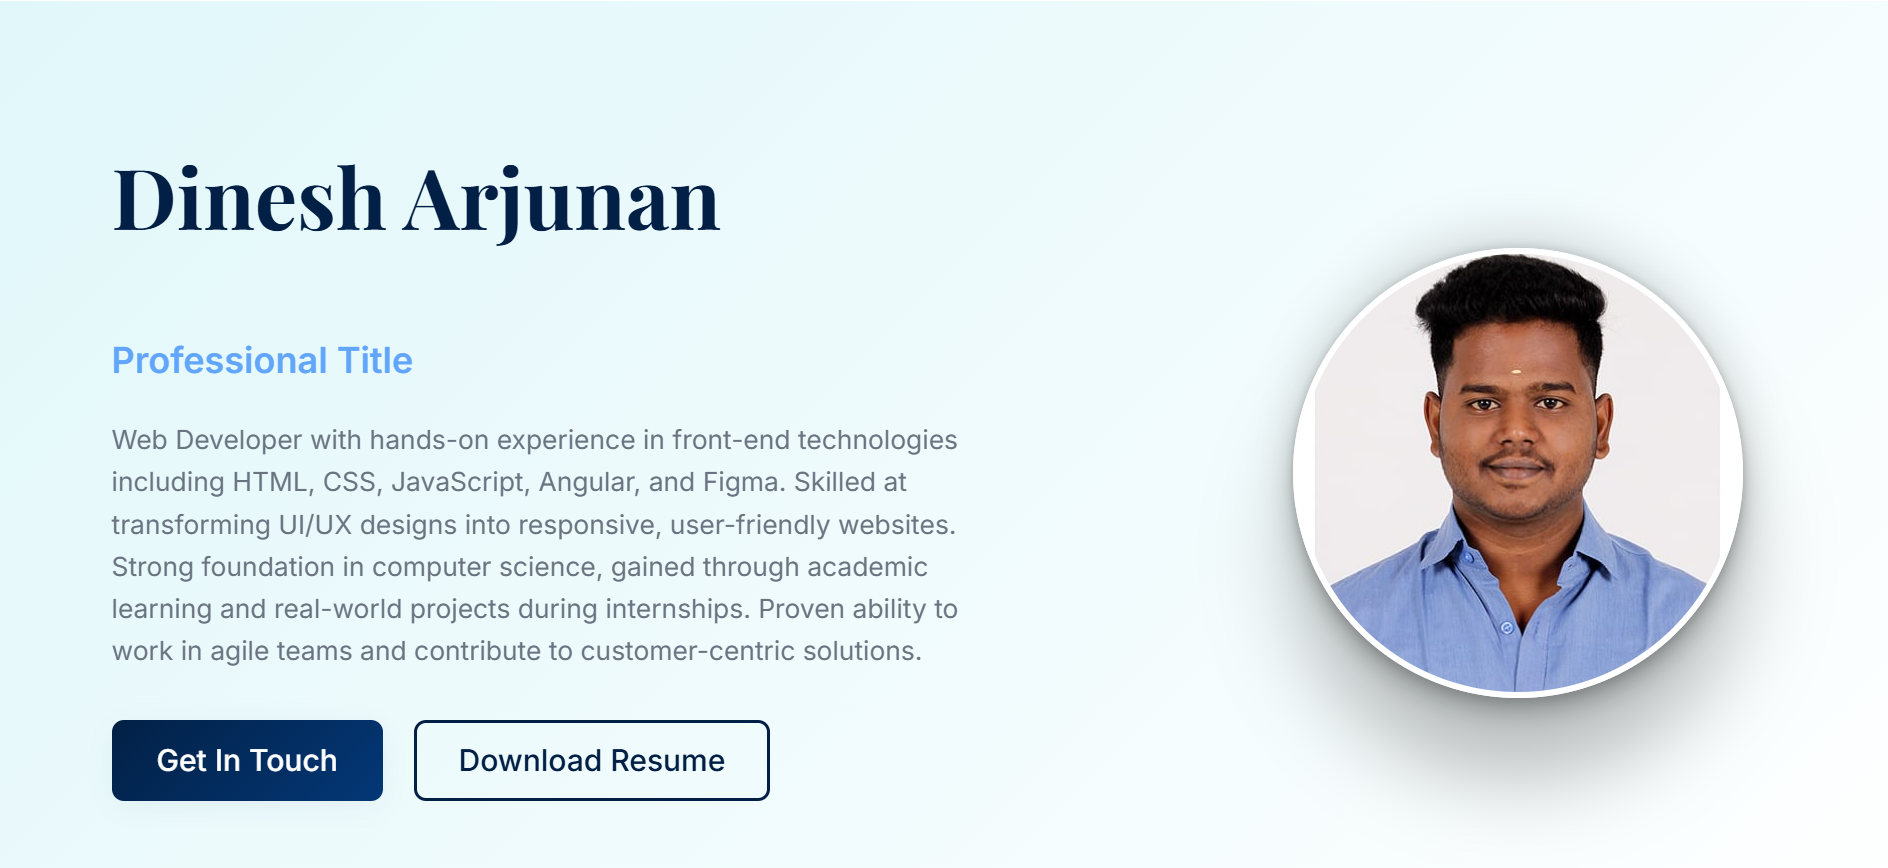 Dinesh Arjunan
Professional Title
Web Developer with hands-on experience in front-end technologies
including HTML, CSS, JavaScript, Angular, and Figma. Skilled at
transforming UI/UX designs into responsive, user-friendly websites.
Strong foundation in computer science, gained through academic
learning and real-world projects during internships. Proven ability to
work in agile teams and contribute to customer-centric solutions.
Get In Touch
Download Resume